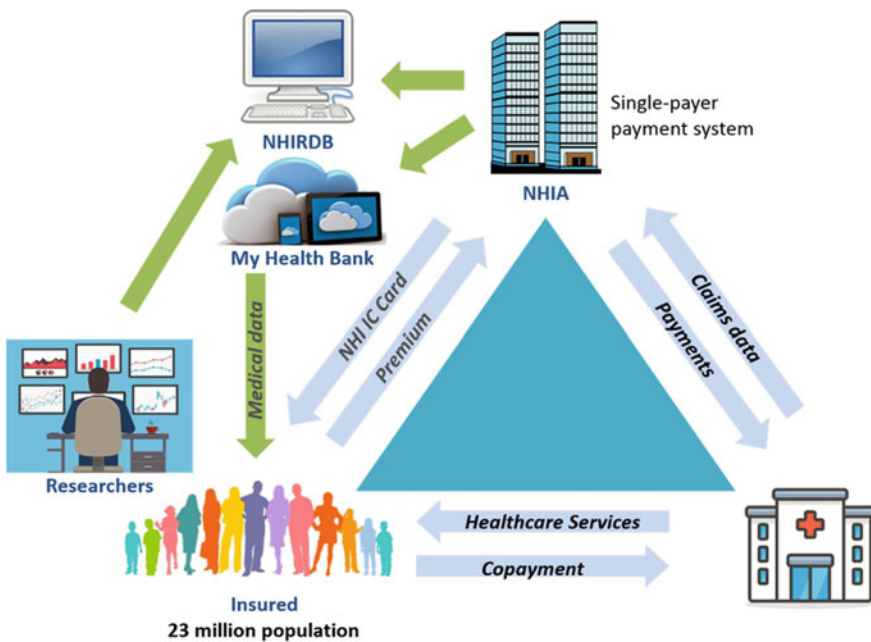 NHIRDB
Single-payer
payment system
NHIA
My Health Bank
Medical data
NHI IC Card
Premium
Payments
Claims data
Researchers
Healthcare Services
Copayment
Insured
23 million population